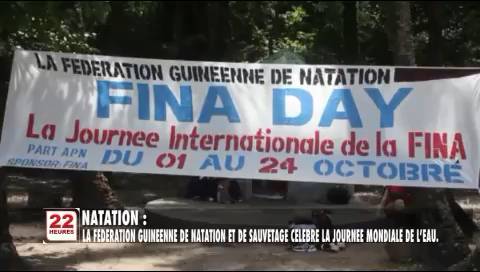 LA FEDERATION GUINEENNE DE NATATION
FINA DAY
La Journee Internationale de la FINA
PART APN DU 01 AU 24 OCTOBRE
SPONSOR: FINA
22 HEURES
NATATION :
LA FEDERATION GUINEENNE DE NATATION ET DE SAUVETAGE CELEBRE LA JOURNEE MONDIALE DE L'EAU.